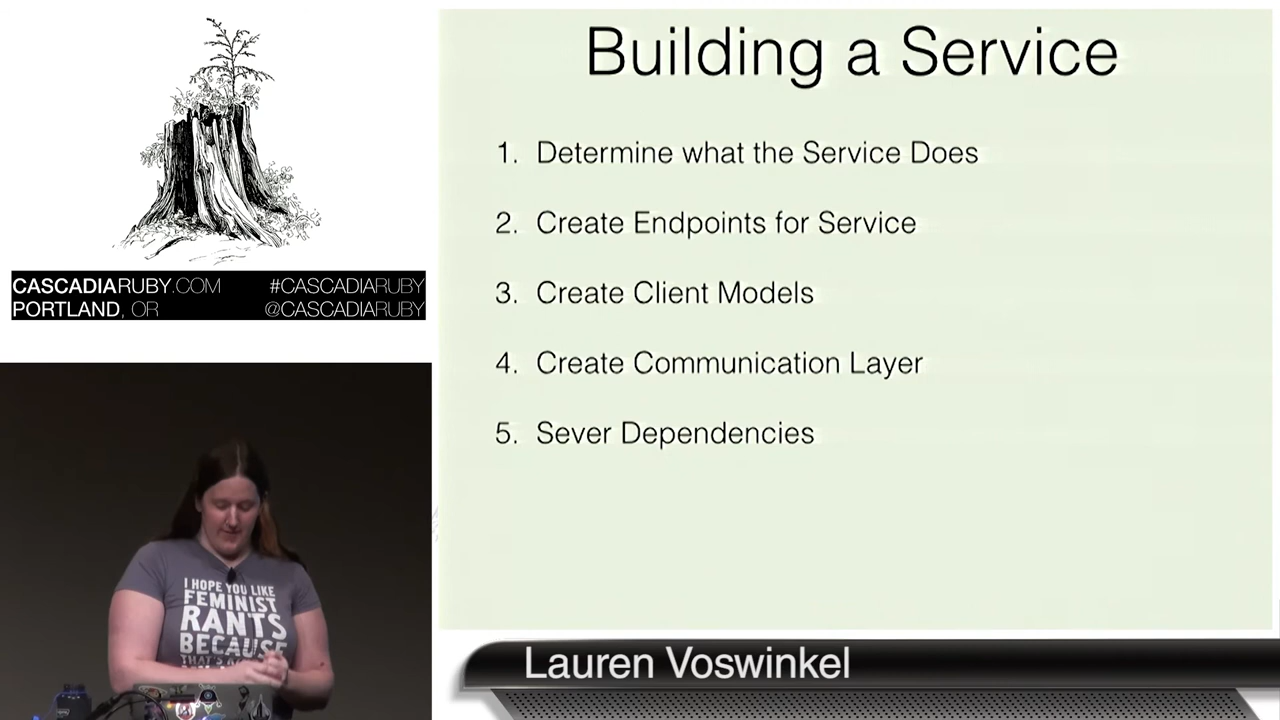 Building a Service
1. Determine what the Service Does
2. Create Endpoints for Service
3. Create Client Models
4. Create Communication Layer
5. Sever Dependencies
CASCADIARUBY.COM #CASCADIARUBY
PORTLAND, OR @CASCADIARUBY
I HOPE YOU LIKE
FEMINIST
RANTS
BECAUSE
THAT'S
Lauren Voswinkel